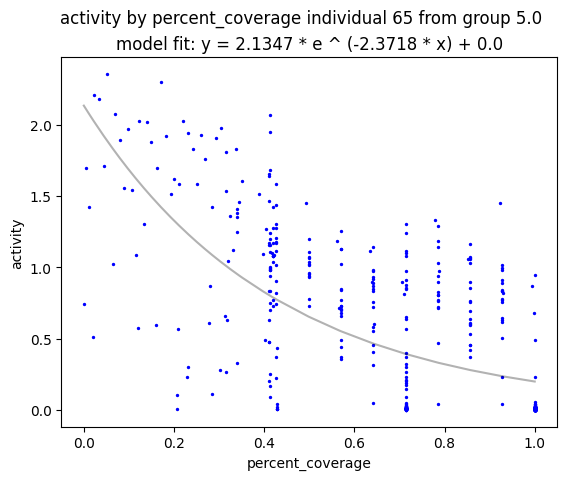 activity by percent_coverage individual 65 from group 5.0
model fit: y = 2.1347 * e ^ (-2.3718 * x) + 0.0
2.0
1.5
1.0
0.5
0.0
activity
0.0 0.2 0.4 0.6 0.8 1.0
percent_coverage